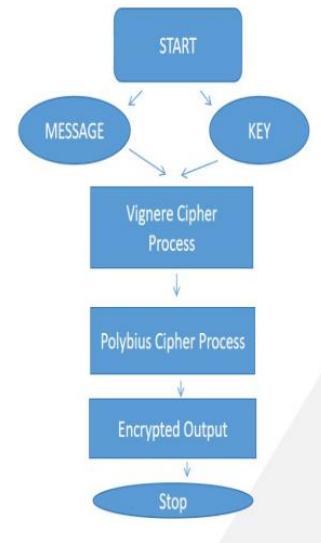 START
MESSAGE
KEY
Vignere Cipher
Process
Polybius Cipher Process
Encrypted Output
Stop